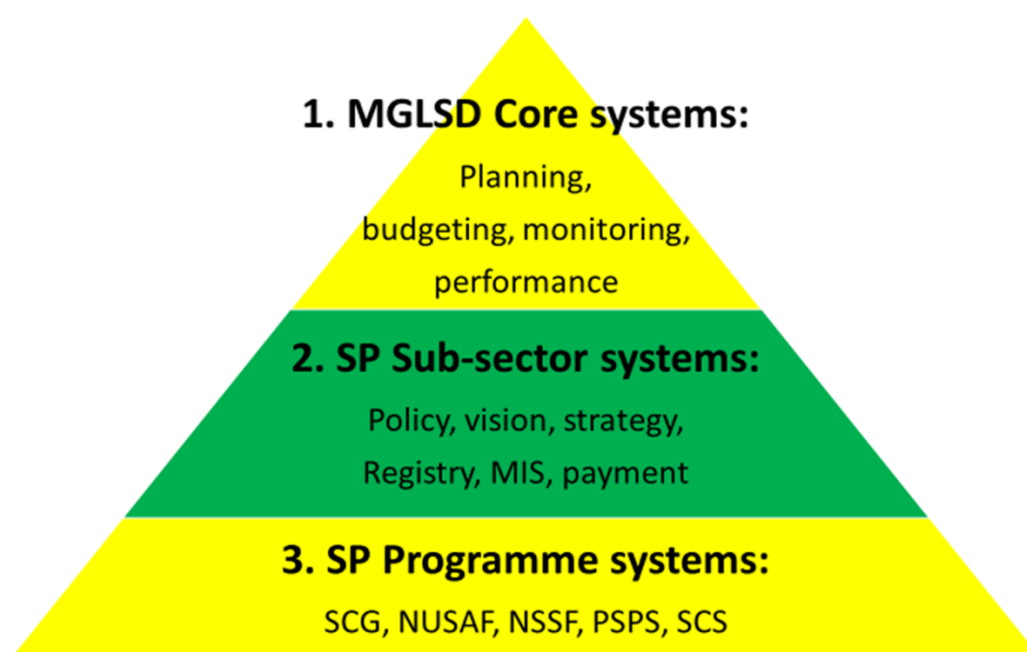 1. MGLSD Core systems:
Planning,
budgeting, monitoring,
performance
2. SP Sub-sector systems:
Policy, vision, strategy,
Registry, MIS, payment
3. SP Programme systems:
SCG, NUSAF, NSSF, PSPS, SCS